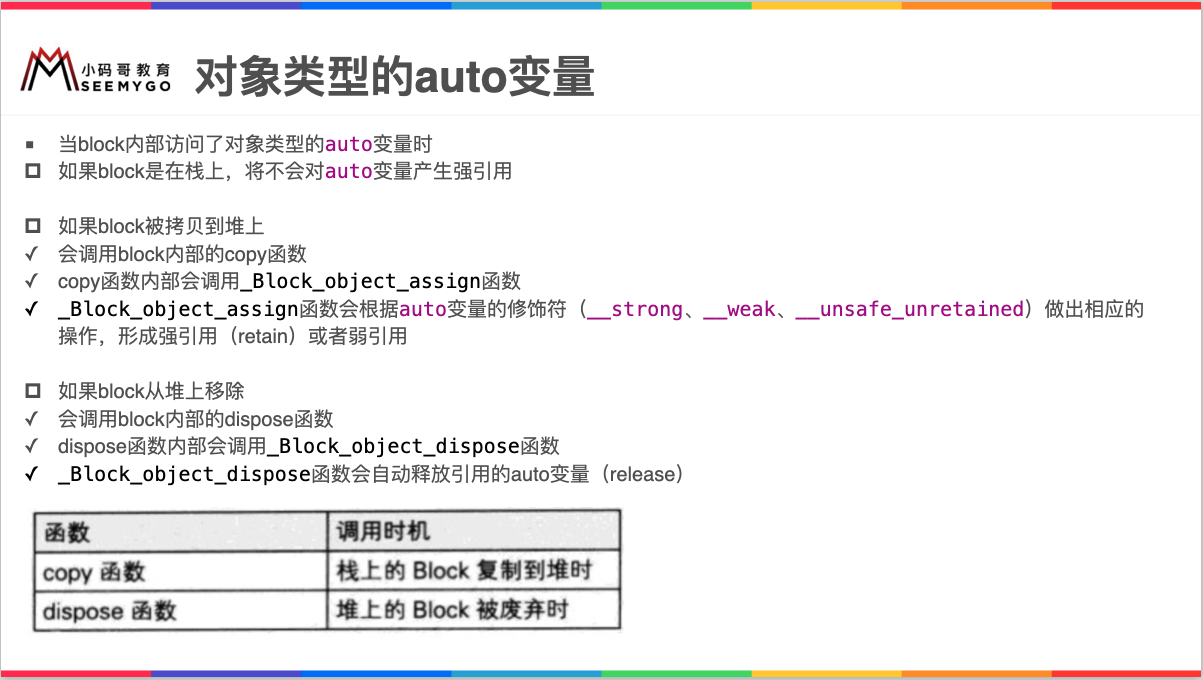 小码哥教育
SEEMYGO
对象类型的auto变量
当block内部访问了对象类型的auto变量时
如果block是在栈上，将不会对auto变量产生强引用
如果block被拷贝到堆上
会调用block内部的copy函数
copy函数内部会调用_Block_object_assign函数
_Block_object_assign函数会根据auto变量的修饰符（__strong、__weak、__unsafe_unretained）做出相应的
操作，形成强引用（retain）或者弱引用
如果block从堆上移除
会调用block内部的dispose函数
dispose函数内部会调用_Block_object_dispose函数
_Block_object_dispose函数会自动释放引用的auto变量（release）
函数 调用时机
copy 函数 栈上的 Block 复制到堆时
dispose 函数 堆上的 Block 被废弃时